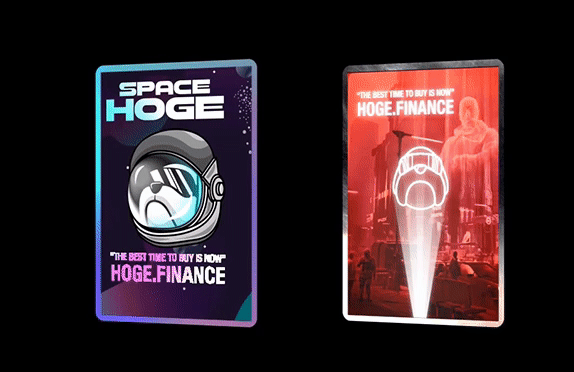 SPACE
HOGE
"THE BEST TIME TO BUY IS NOW"
HOGE.FINANCE
"THE BEST TIME TO BUY IS NOW"
HOGE.FINANCE